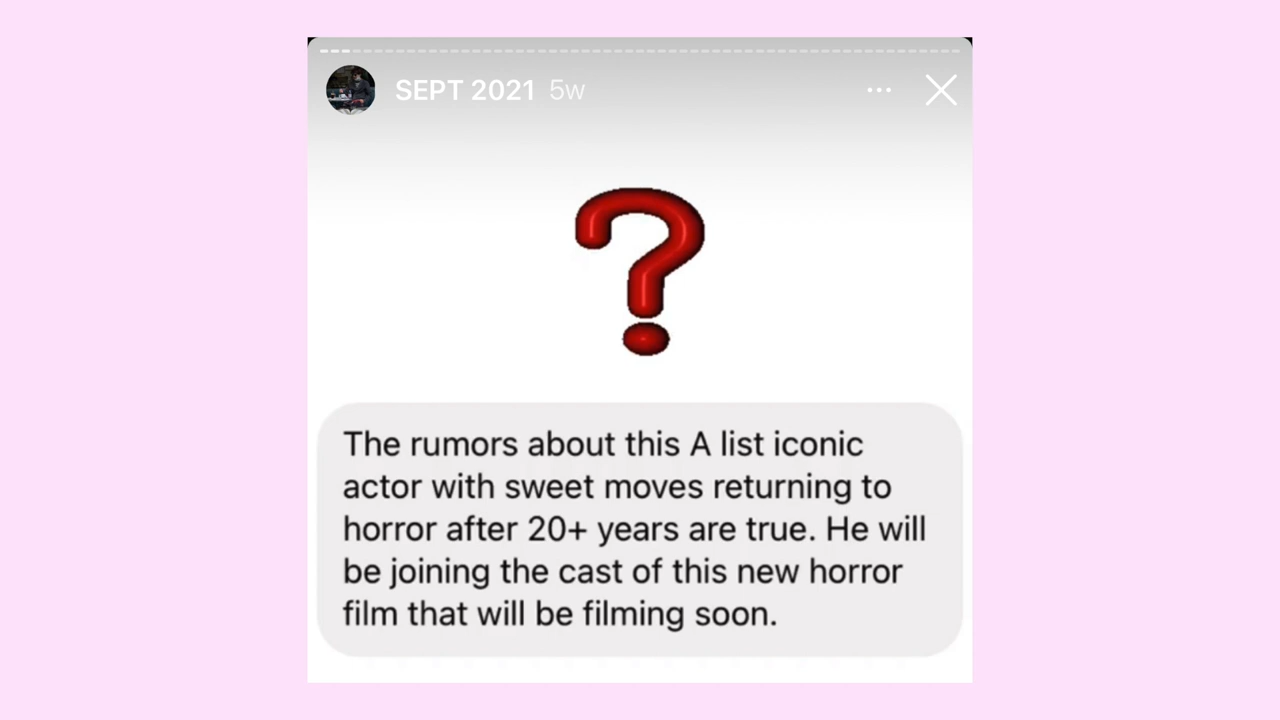 SEPT 2021 5w
?
The rumors about this A list iconic
actor with sweet moves returning to
horror after 20+ years are true. He will
be joining the cast of this new horror
film that will be filming soon.